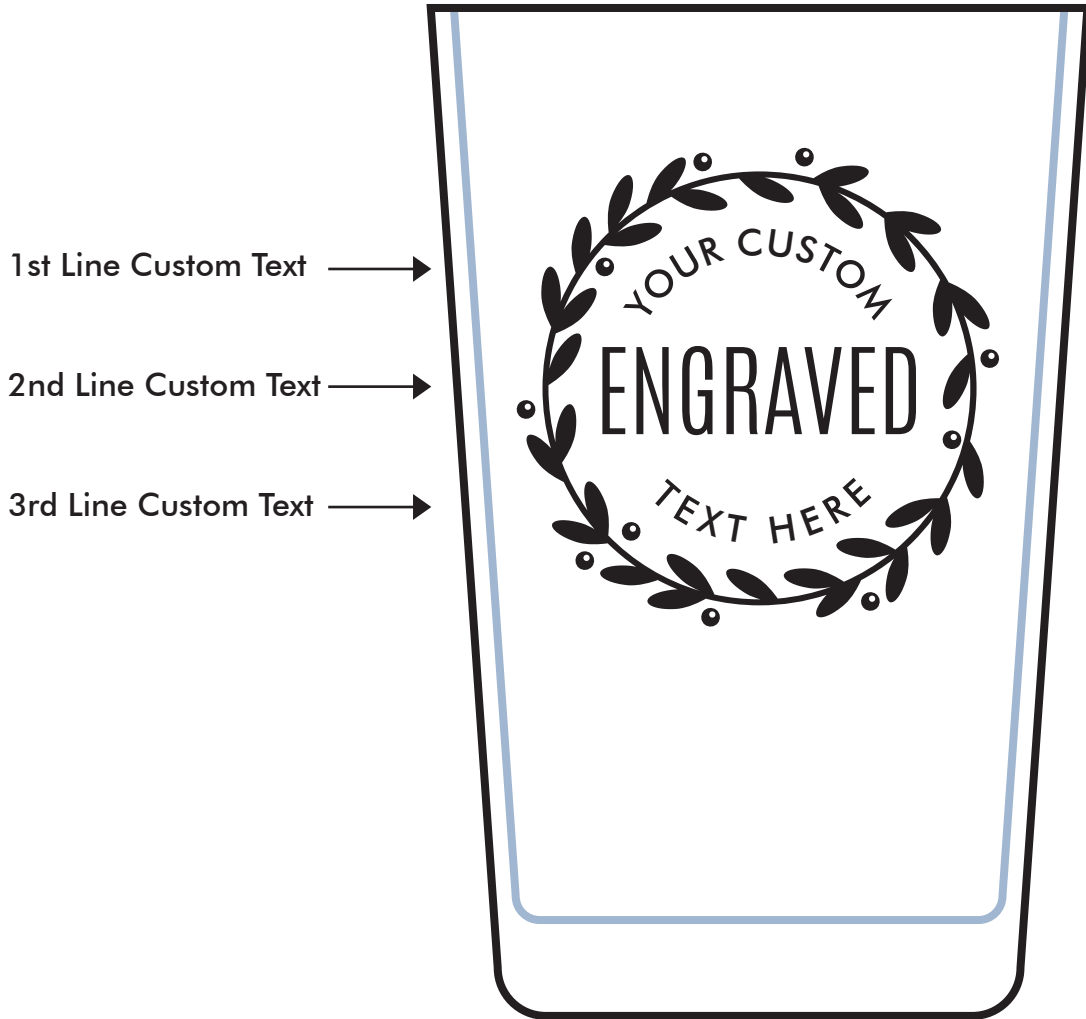 1st Line Custom Text
2nd Line Custom Text
3rd Line Custom Text
YOUR CUSTOM
ENGRAVED
TEXT HERE